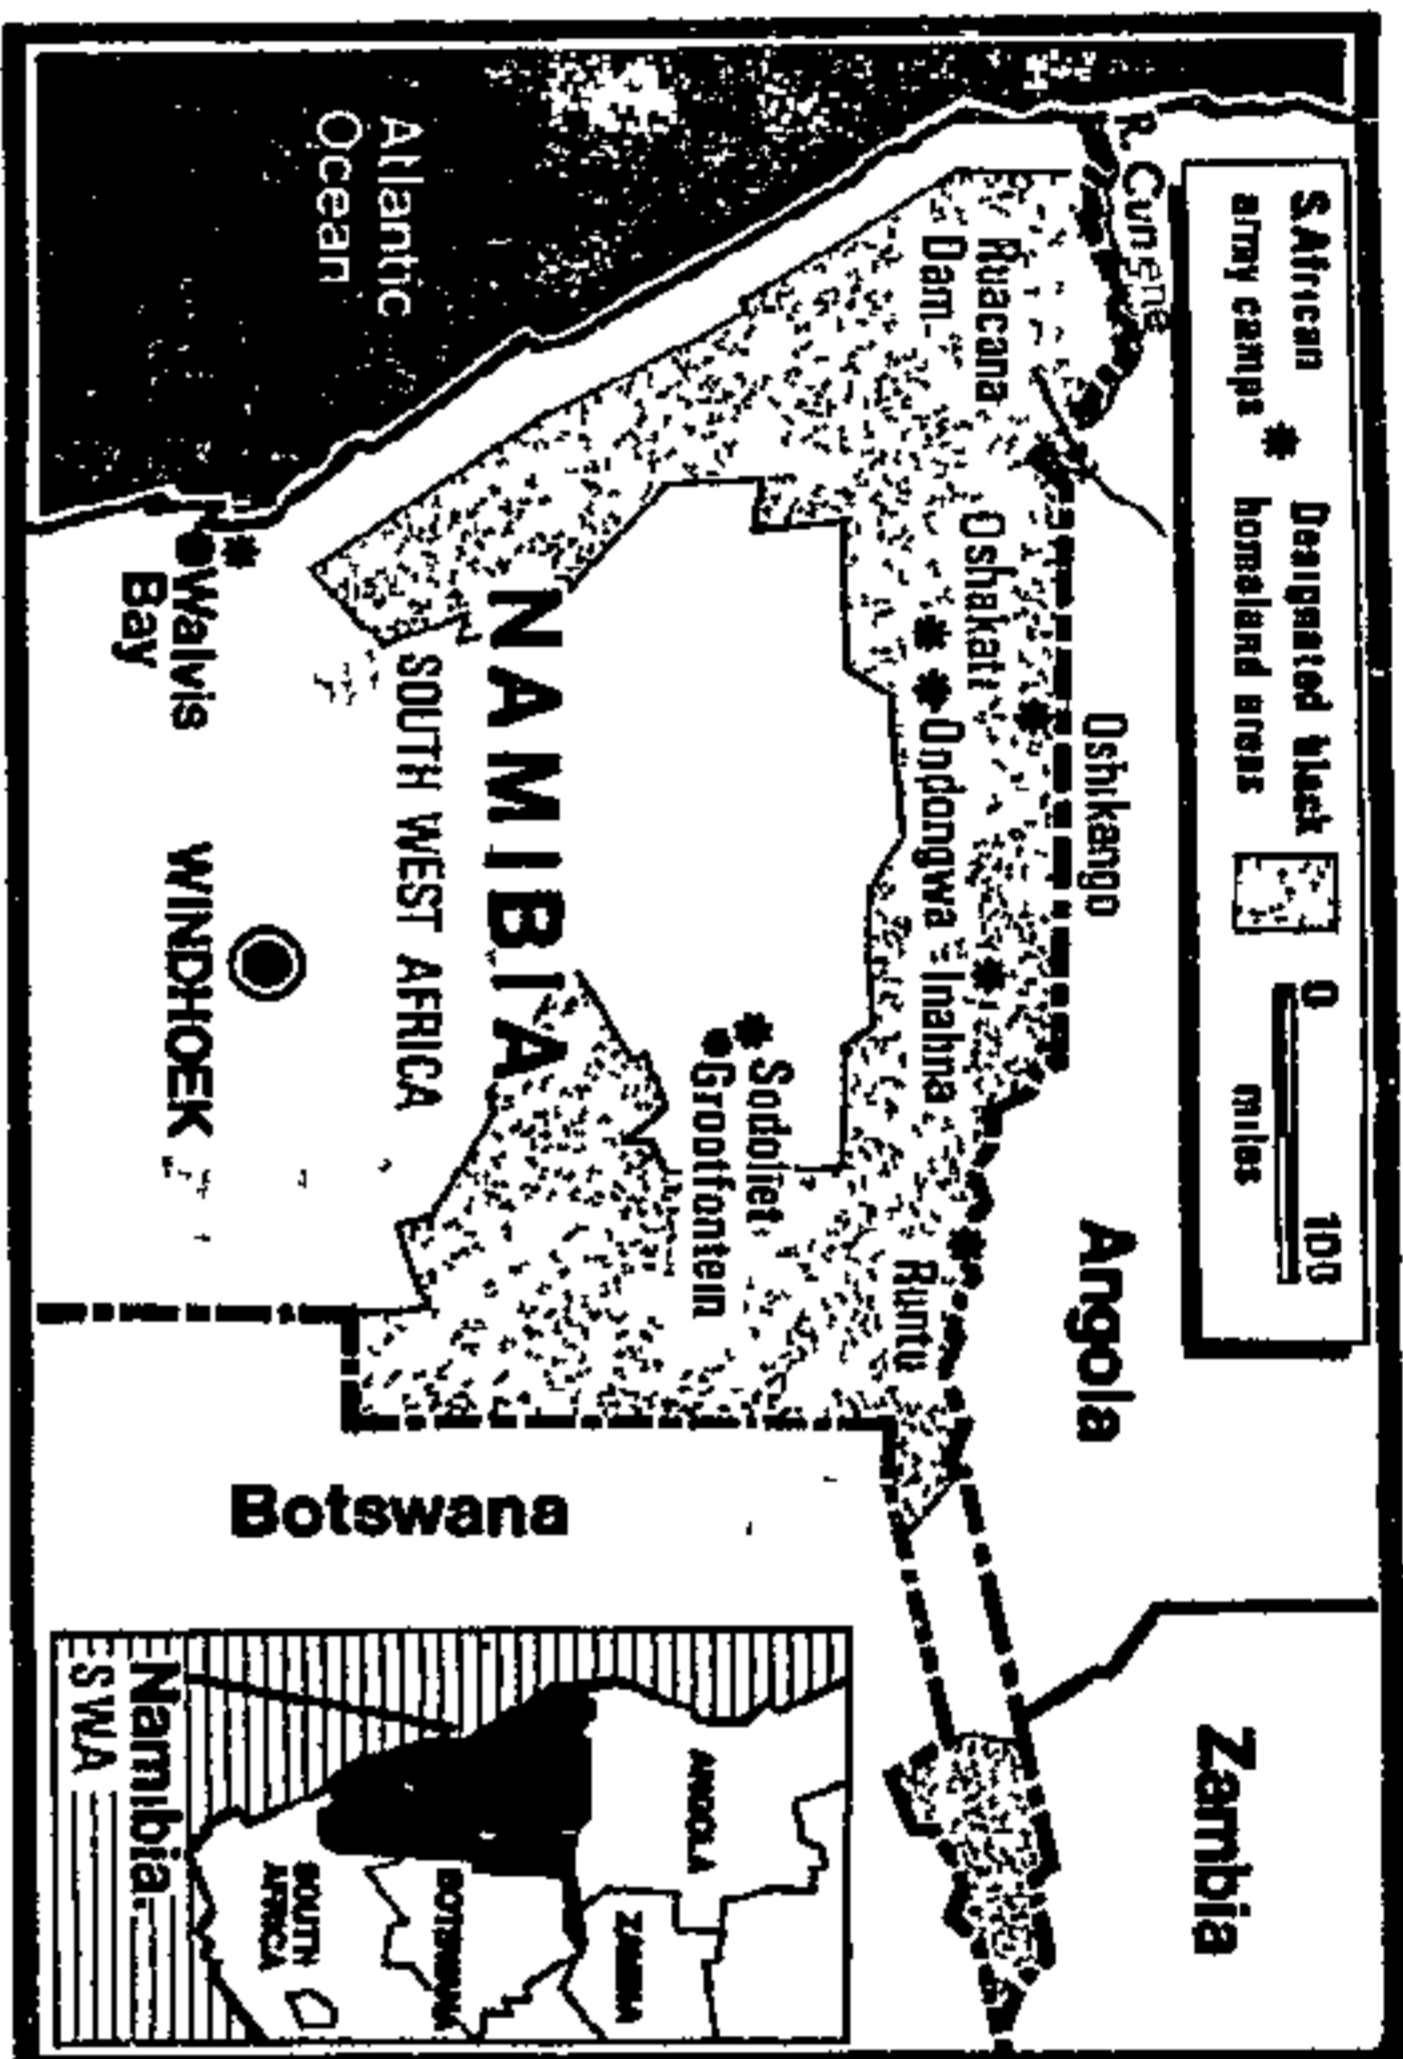 S.African
army camps
Designated black
homeland areas
0 100
miles
R. Cunene
Ruacana
Dam
Oshikango
Angola
Zambia
Oshakati
Ondongwa
Inahna
Runtu
Sodoliet
Grootfontein
Atlantic
Ocean
NAMIBIA
SOUTH WEST AFRICA
Walvis
Bay
WINDHOEK
Botswana
ANGOLA
ZAMBIA
BOTSWANA
SOUTH
AFRICA
Namibia
SWA